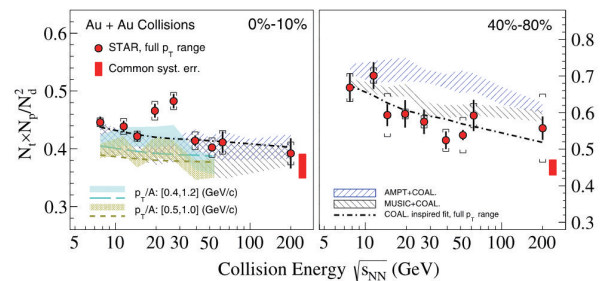 Au + Au Collisions 0%-10%
STAR, full p_T range
Common syst. err.
N_t×N_p/N_d^2
0.6
0.5
0.4
0.3
p_T/A: [0.4,1.2] (GeV/c)
p_T/A: [0.5,1.0] (GeV/c)
5 10 20 30 50 100 200
40%-80%
0.8
0.7
0.6
0.5
0.4
0.3
AMPT+COAL.
MUSIC+COAL.
COAL. inspired fit, full p_T range
5 10 20 30 50 100 200
Collision Energy √s_NN (GeV)